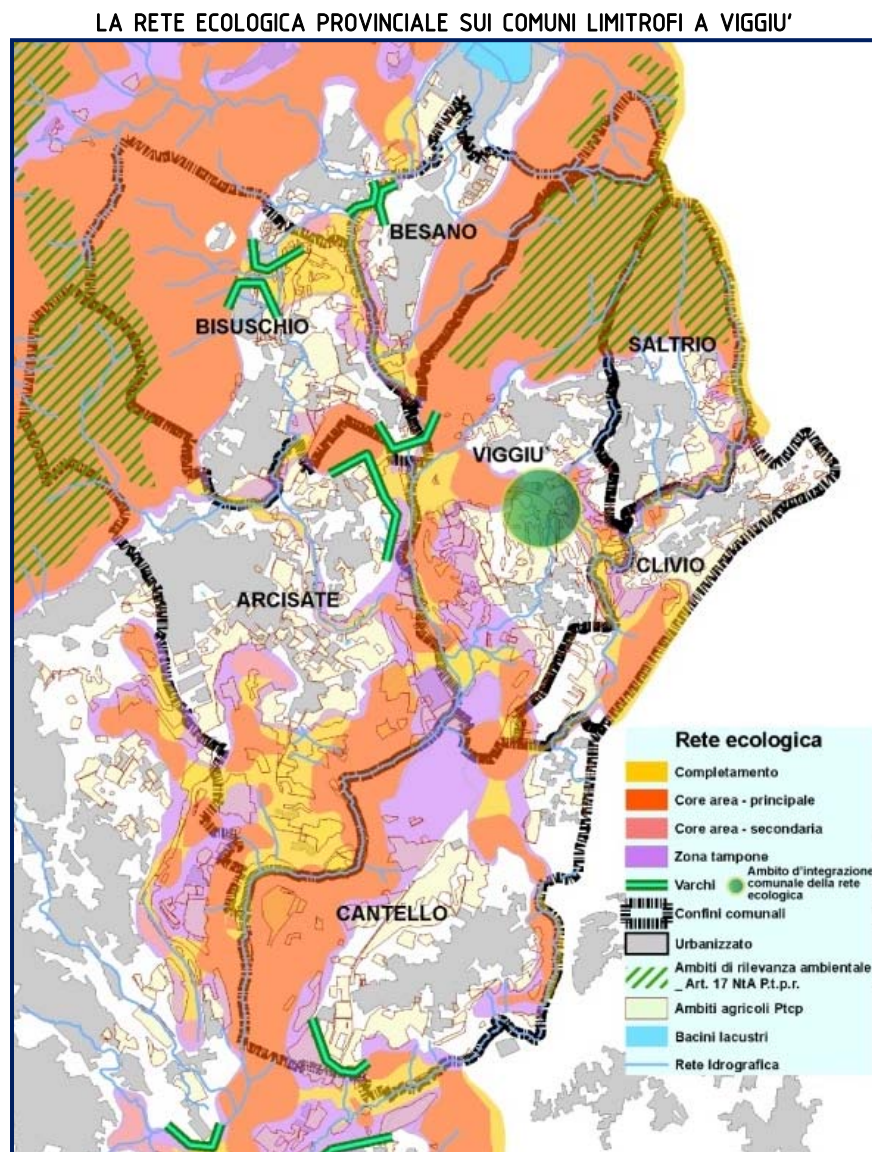 LA RETE ECOLOGICA PROVINCIALE SUI COMUNI LIMITROFI A VIGGIU'
BESANO
BISUSCHIO
SALTRIO
VIGGIU'
CLIVIO
ARCISATE
CANTELLO
Rete ecologica
Completamento
Core area - principale
Core area - secondaria
Zona tampone
Varchi
Ambito d'integrazione
comunale della rete
ecologica
Confini comunali
Urbanizzato
Ambiti di rilevanza ambientale
_ Art. 17 NtA P.t.p.r.
Ambiti agricoli Ptcp
Bacini lacustri
Rete Idrografica